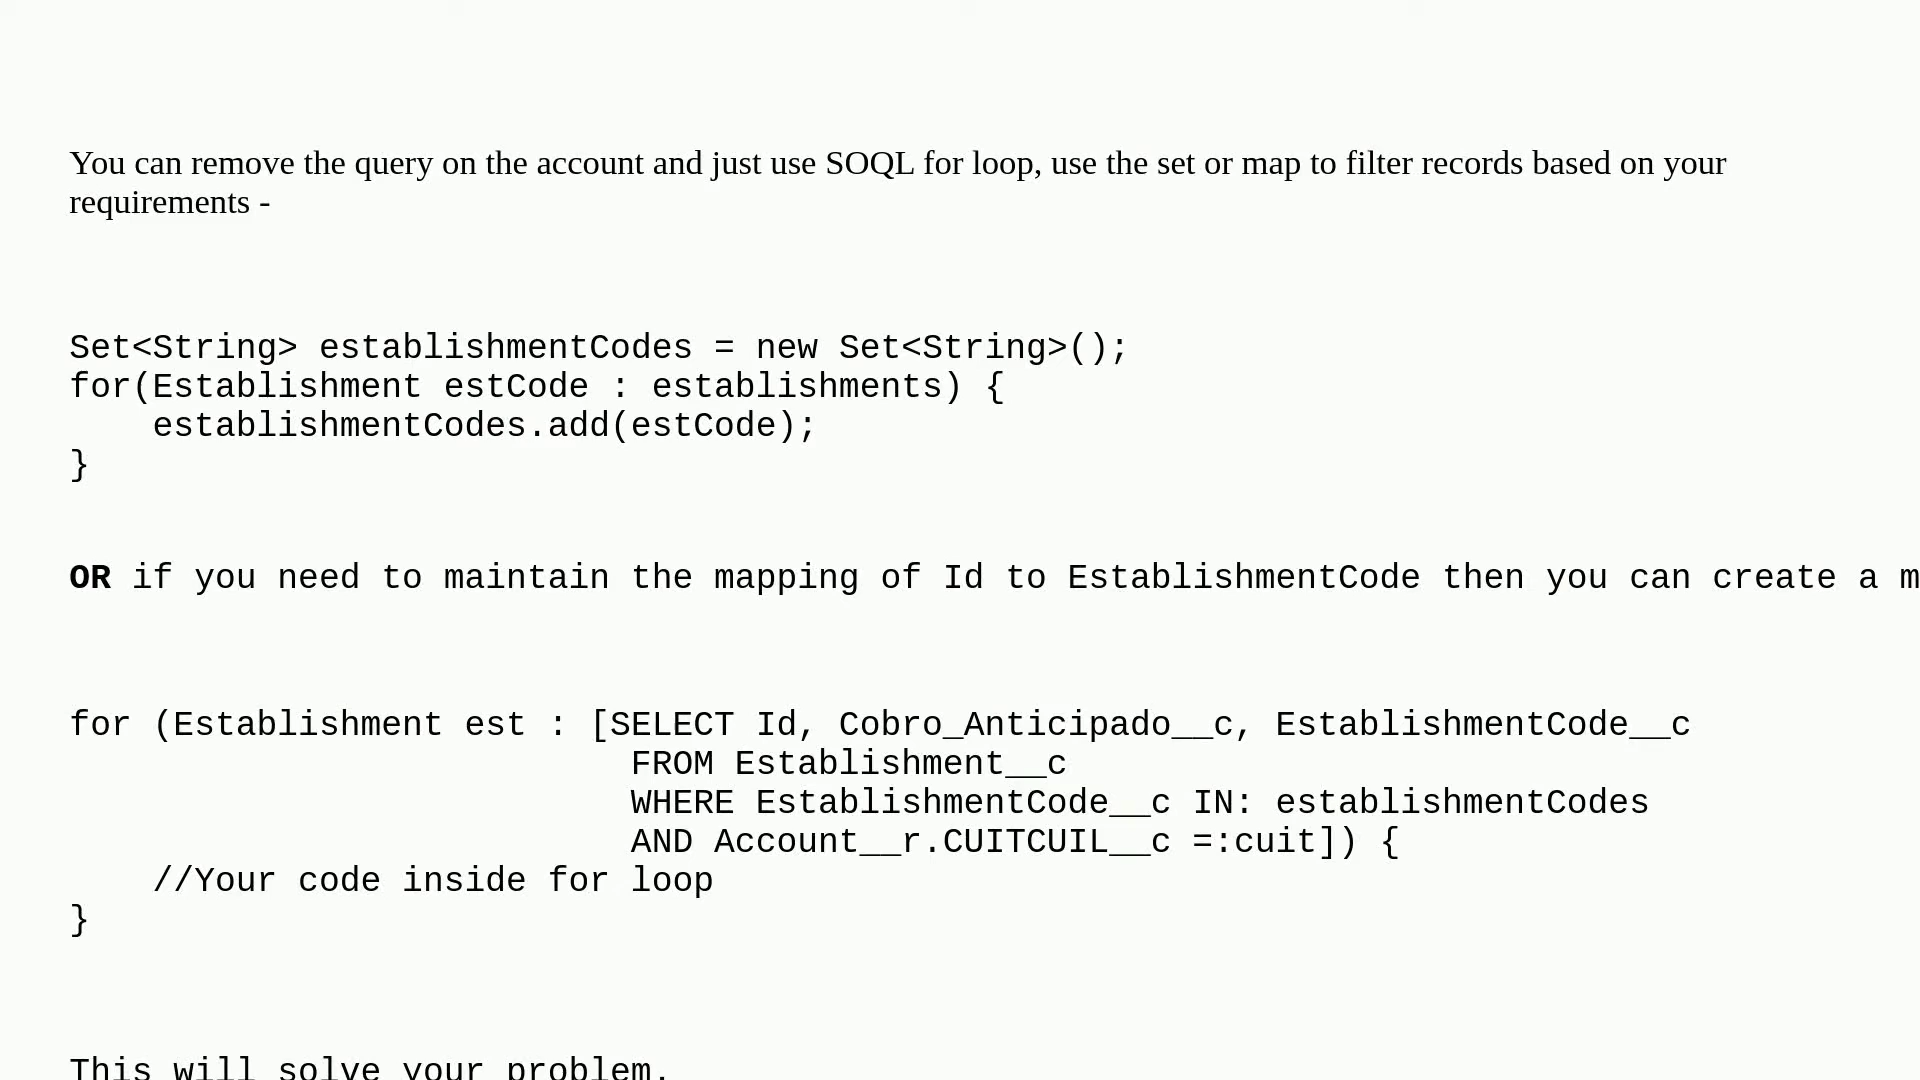 You can remove the query on the account and just use SOQL for loop, use the set or map to filter records based on your
requirements -
Set<String> establishmentCodes = new Set<String>();
for(Establishment estCode : establishments) {
    establishmentCodes.add(estCode);
}
OR if you need to maintain the mapping of Id to EstablishmentCode then you can create a
for (Establishment est : [SELECT Id, Cobro_Anticipado__c, EstablishmentCode__c
                           FROM Establishment__c
                           WHERE EstablishmentCode__c IN: establishmentCodes
                           AND Account__r.CUITCUIL__c =:cuit]) {
    //Your code inside for loop
}
This will solve your problem.